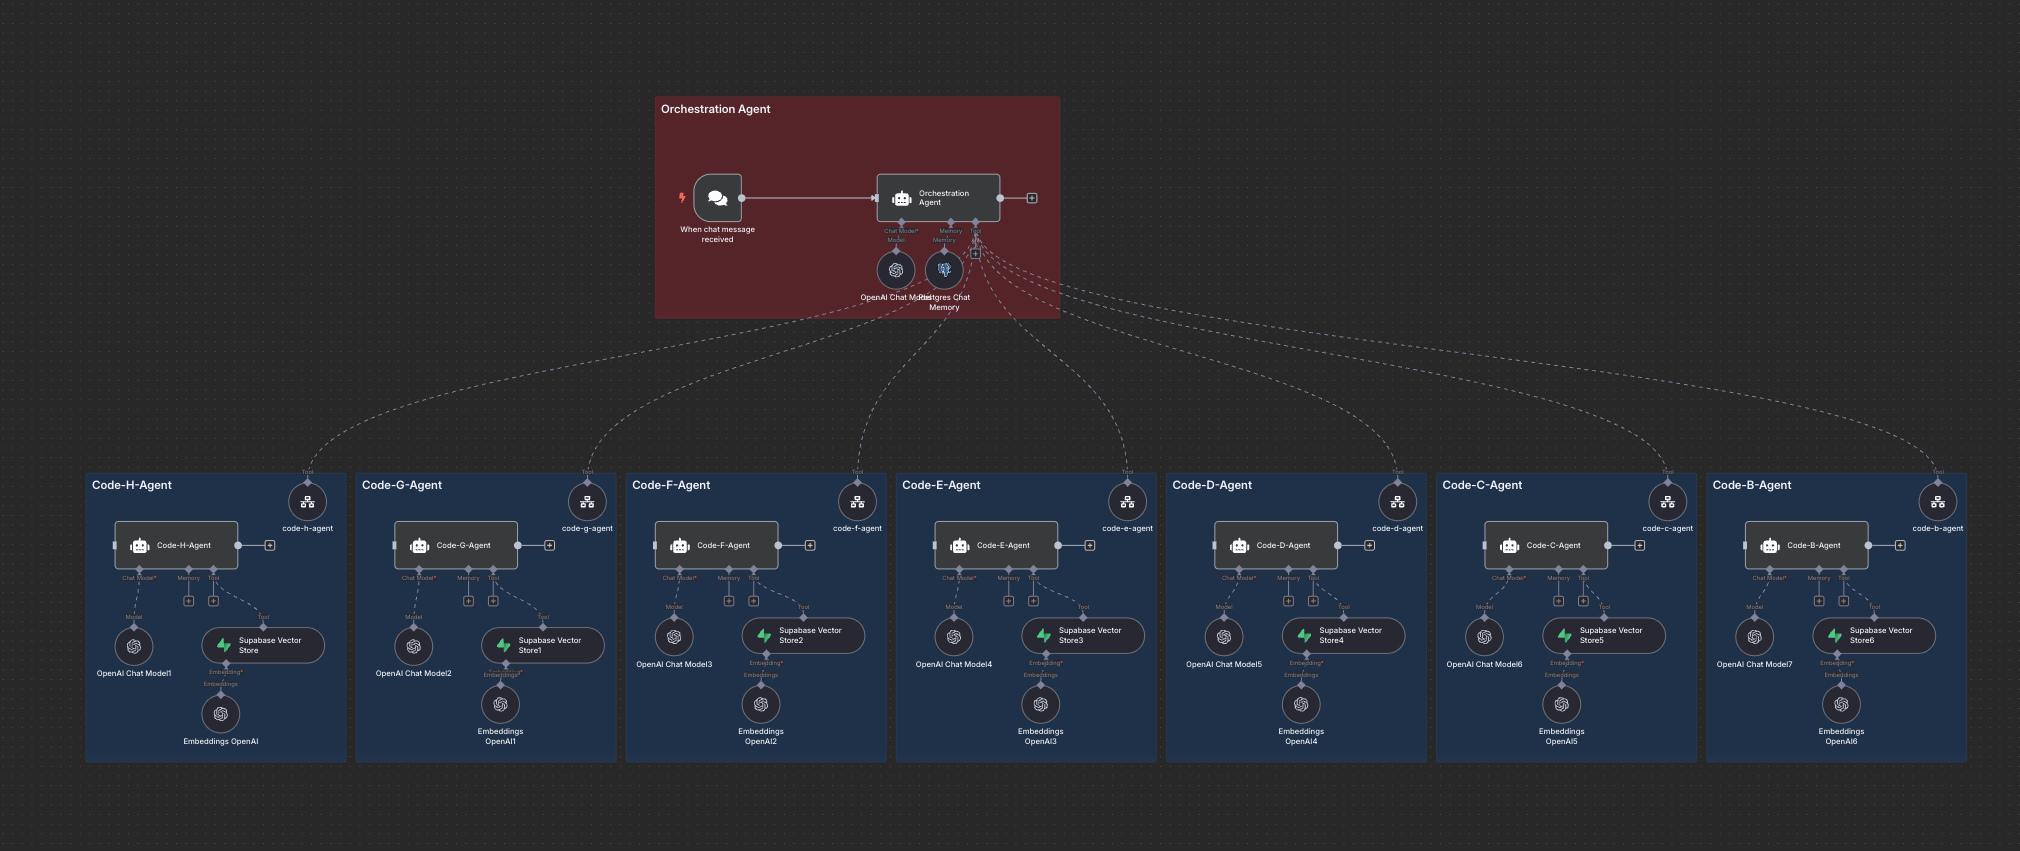 Orchestration Agent
Orchestration
Agent
When chat message
received
Chat Model*
Memory
Tool
Model
Memory
OpenAI Chat Model
Postgres Chat
Memory
Tool
Tool
Tool
Tool
Tool
Tool
Tool
Code-H-Agent
code-h-agent
Code-H-Agent
Chat Model*
Memory
Tool
Model
Tool
OpenAI Chat Model1
Supabase Vector
Store
Embedding*
Embeddings
Embeddings OpenAI
Code-G-Agent
code-g-agent
Code-G-Agent
Chat Model*
Memory
Tool
Model
Tool
OpenAI Chat Model2
Supabase Vector
Store1
Embedding*
Embeddings
Embeddings
OpenAI1
Code-F-Agent
code-f-agent
Code-F-Agent
Chat Model*
Memory
Tool
Model
Tool
OpenAI Chat Model3
Supabase Vector
Store2
Embedding*
Embeddings
Embeddings
OpenAI2
Code-E-Agent
code-e-agent
Code-E-Agent
Chat Model*
Memory
Tool
Model
Tool
OpenAI Chat Model4
Supabase Vector
Store3
Embedding*
Embeddings
Embeddings
OpenAI3
Code-D-Agent
code-d-agent
Code-D-Agent
Chat Model*
Memory
Tool
Model
Tool
OpenAI Chat Model5
Supabase Vector
Store4
Embedding*
Embeddings
Embeddings
OpenAI4
Code-C-Agent
code-c-agent
Code-C-Agent
Chat Model*
Memory
Tool
Model
Tool
OpenAI Chat Model6
Supabase Vector
Store5
Embedding*
Embeddings
Embeddings
OpenAI5
Code-B-Agent
code-b-agent
Code-B-Agent
Chat Model*
Memory
Tool
Model
Tool
OpenAI Chat Model7
Supabase Vector
Store6
Embedding*
Embeddings
Embeddings
OpenAI6